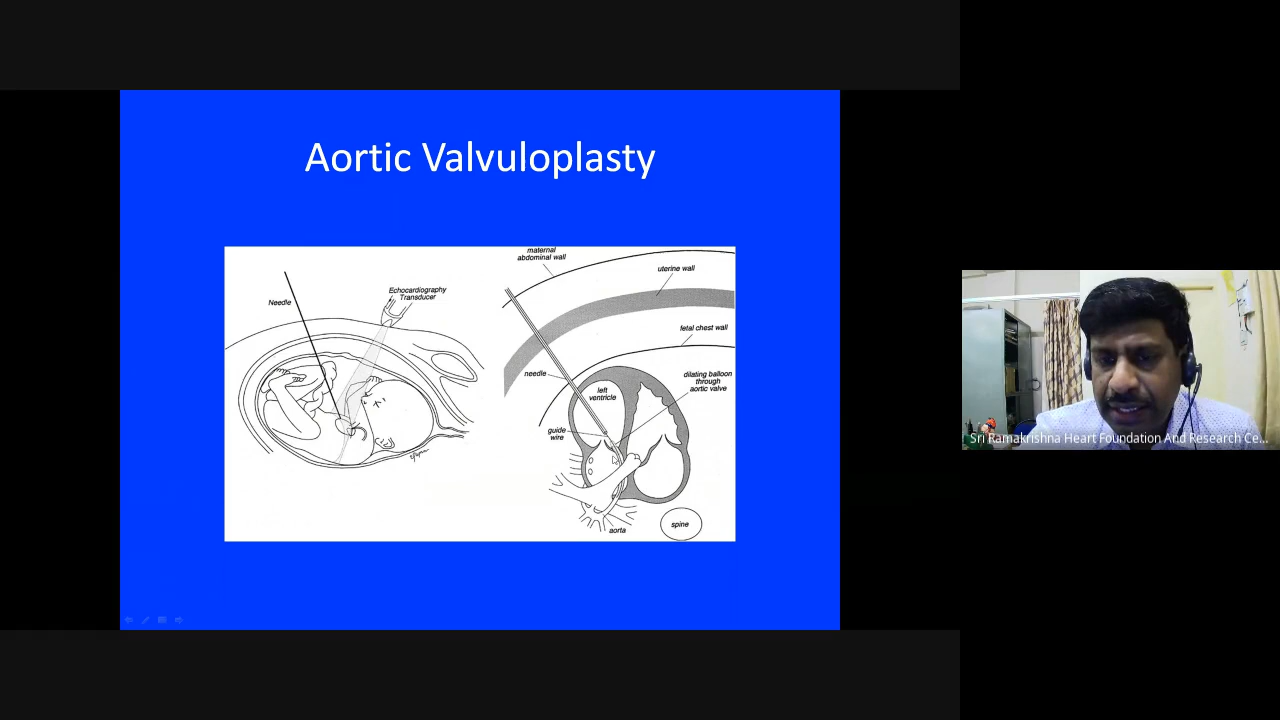 Aortic Valvuloplasty
Needle
Echocardiography
Transducer
maternal
abdominal wall
uterine wall
fetal chest wall
needle
left
ventricle
dilating balloon
through
aortic valve
guide
wire
aorta
spine
Sri Ramakrishna Heart Foundation And Research Ce...